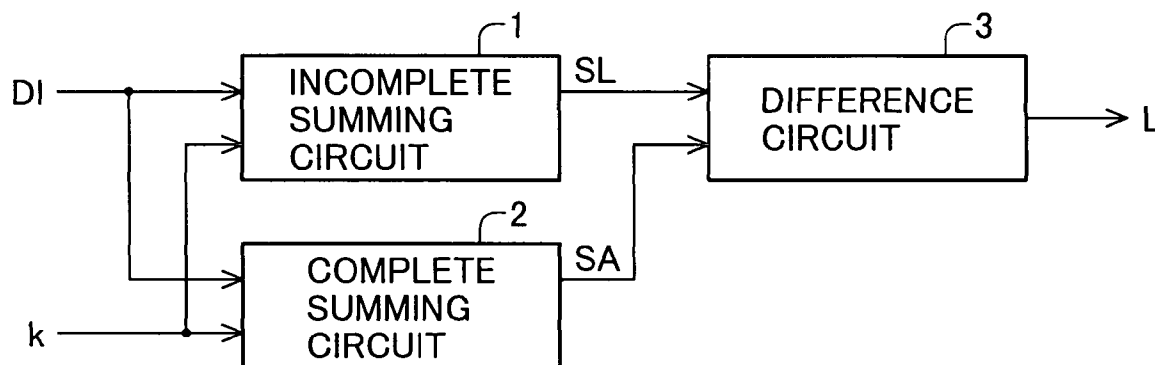 1
3
DI
INCOMPLETE
SUMMING
CIRCUIT
SL
DIFFERENCE
CIRCUIT
L
2
k
COMPLETE
SUMMING
CIRCUIT
SA